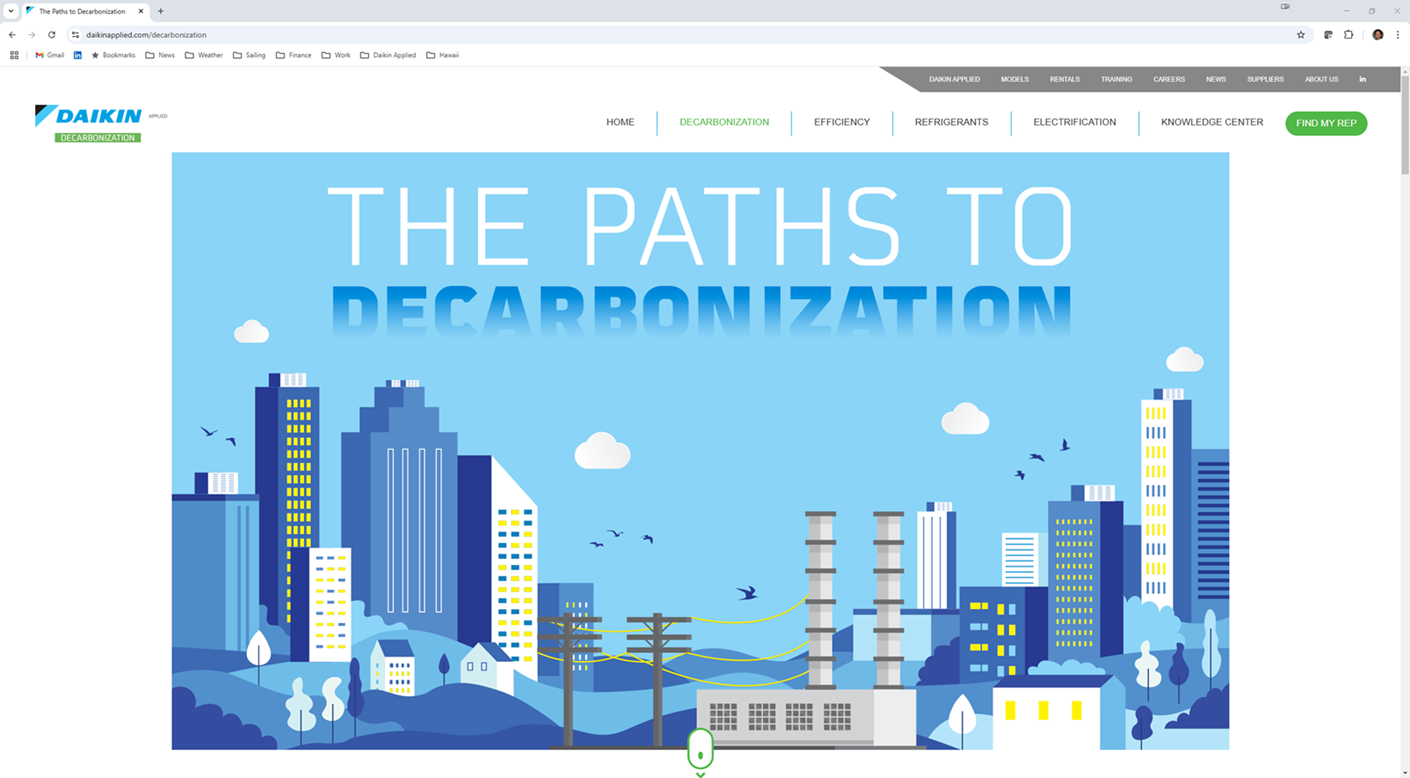 The Paths to Decarbonization
daikinapplied.com/decarbonization
Gmail Bookmarks News Weather Sailing Finance Work Daikin Applied Hawaii
DAIKIN APPLIED MODELS RENTALS TRAINING CAREERS NEWS SUPPLIERS ABOUT US in
DAIKIN APPLIED
DECARBONIZATION
HOME DECARBONIZATION EFFICIENCY REFRIGERANTS ELECTRIFICATION KNOWLEDGE CENTER FIND MY REP
THE PATHS TO
DECARBONIZATION